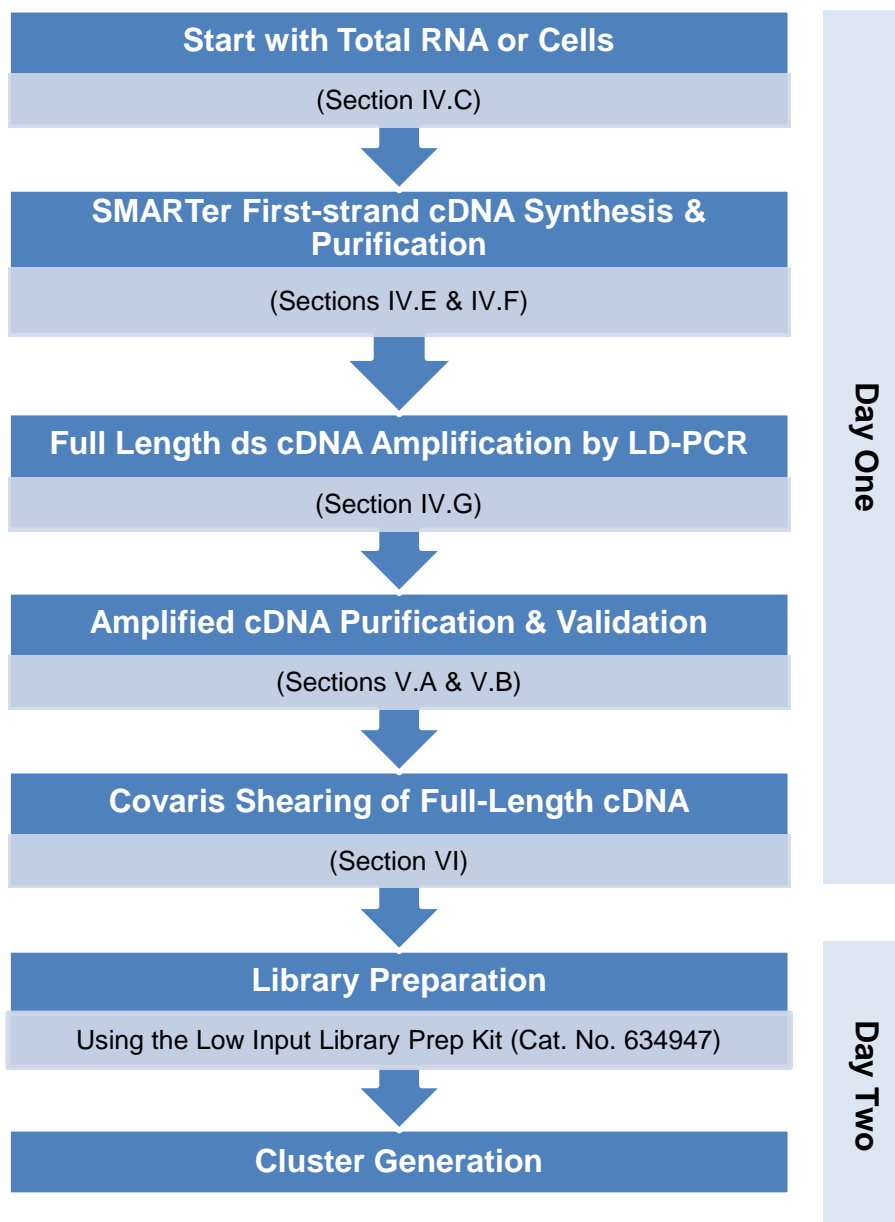 Start with Total RNA or Cells
(Section IV.C)
SMARTer First-strand cDNA Synthesis &
Purification
(Sections IV.E & IV.F)
Full Length ds cDNA Amplification by LD-PCR
(Section IV.G)
Amplified cDNA Purification & Validation
(Sections V.A & V.B)
Covaris Shearing of Full-Length cDNA
(Section VI)
Day One
Library Preparation
Using the Low Input Library Prep Kit (Cat. No. 634947)
Cluster Generation
Day Two